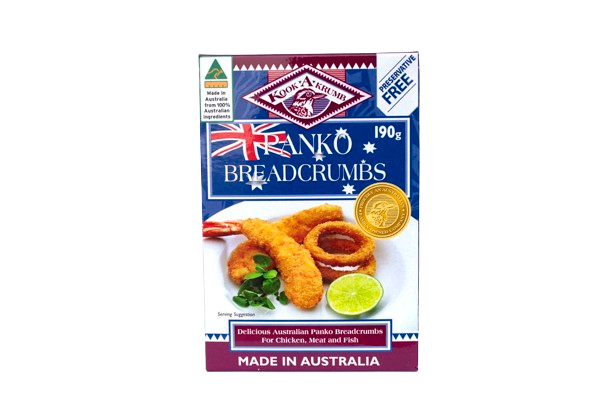 KOOK "A" KRUMB
PRESERVATIVE
FREE
Made in
Australia
from 100%
Australian
ingredients
190g
PANKO
BREADCRUMBS
Serving Suggestion
Delicious Australian Panko Breadcrumbs
For Chicken, Meat and Fish
MADE IN AUSTRALIA